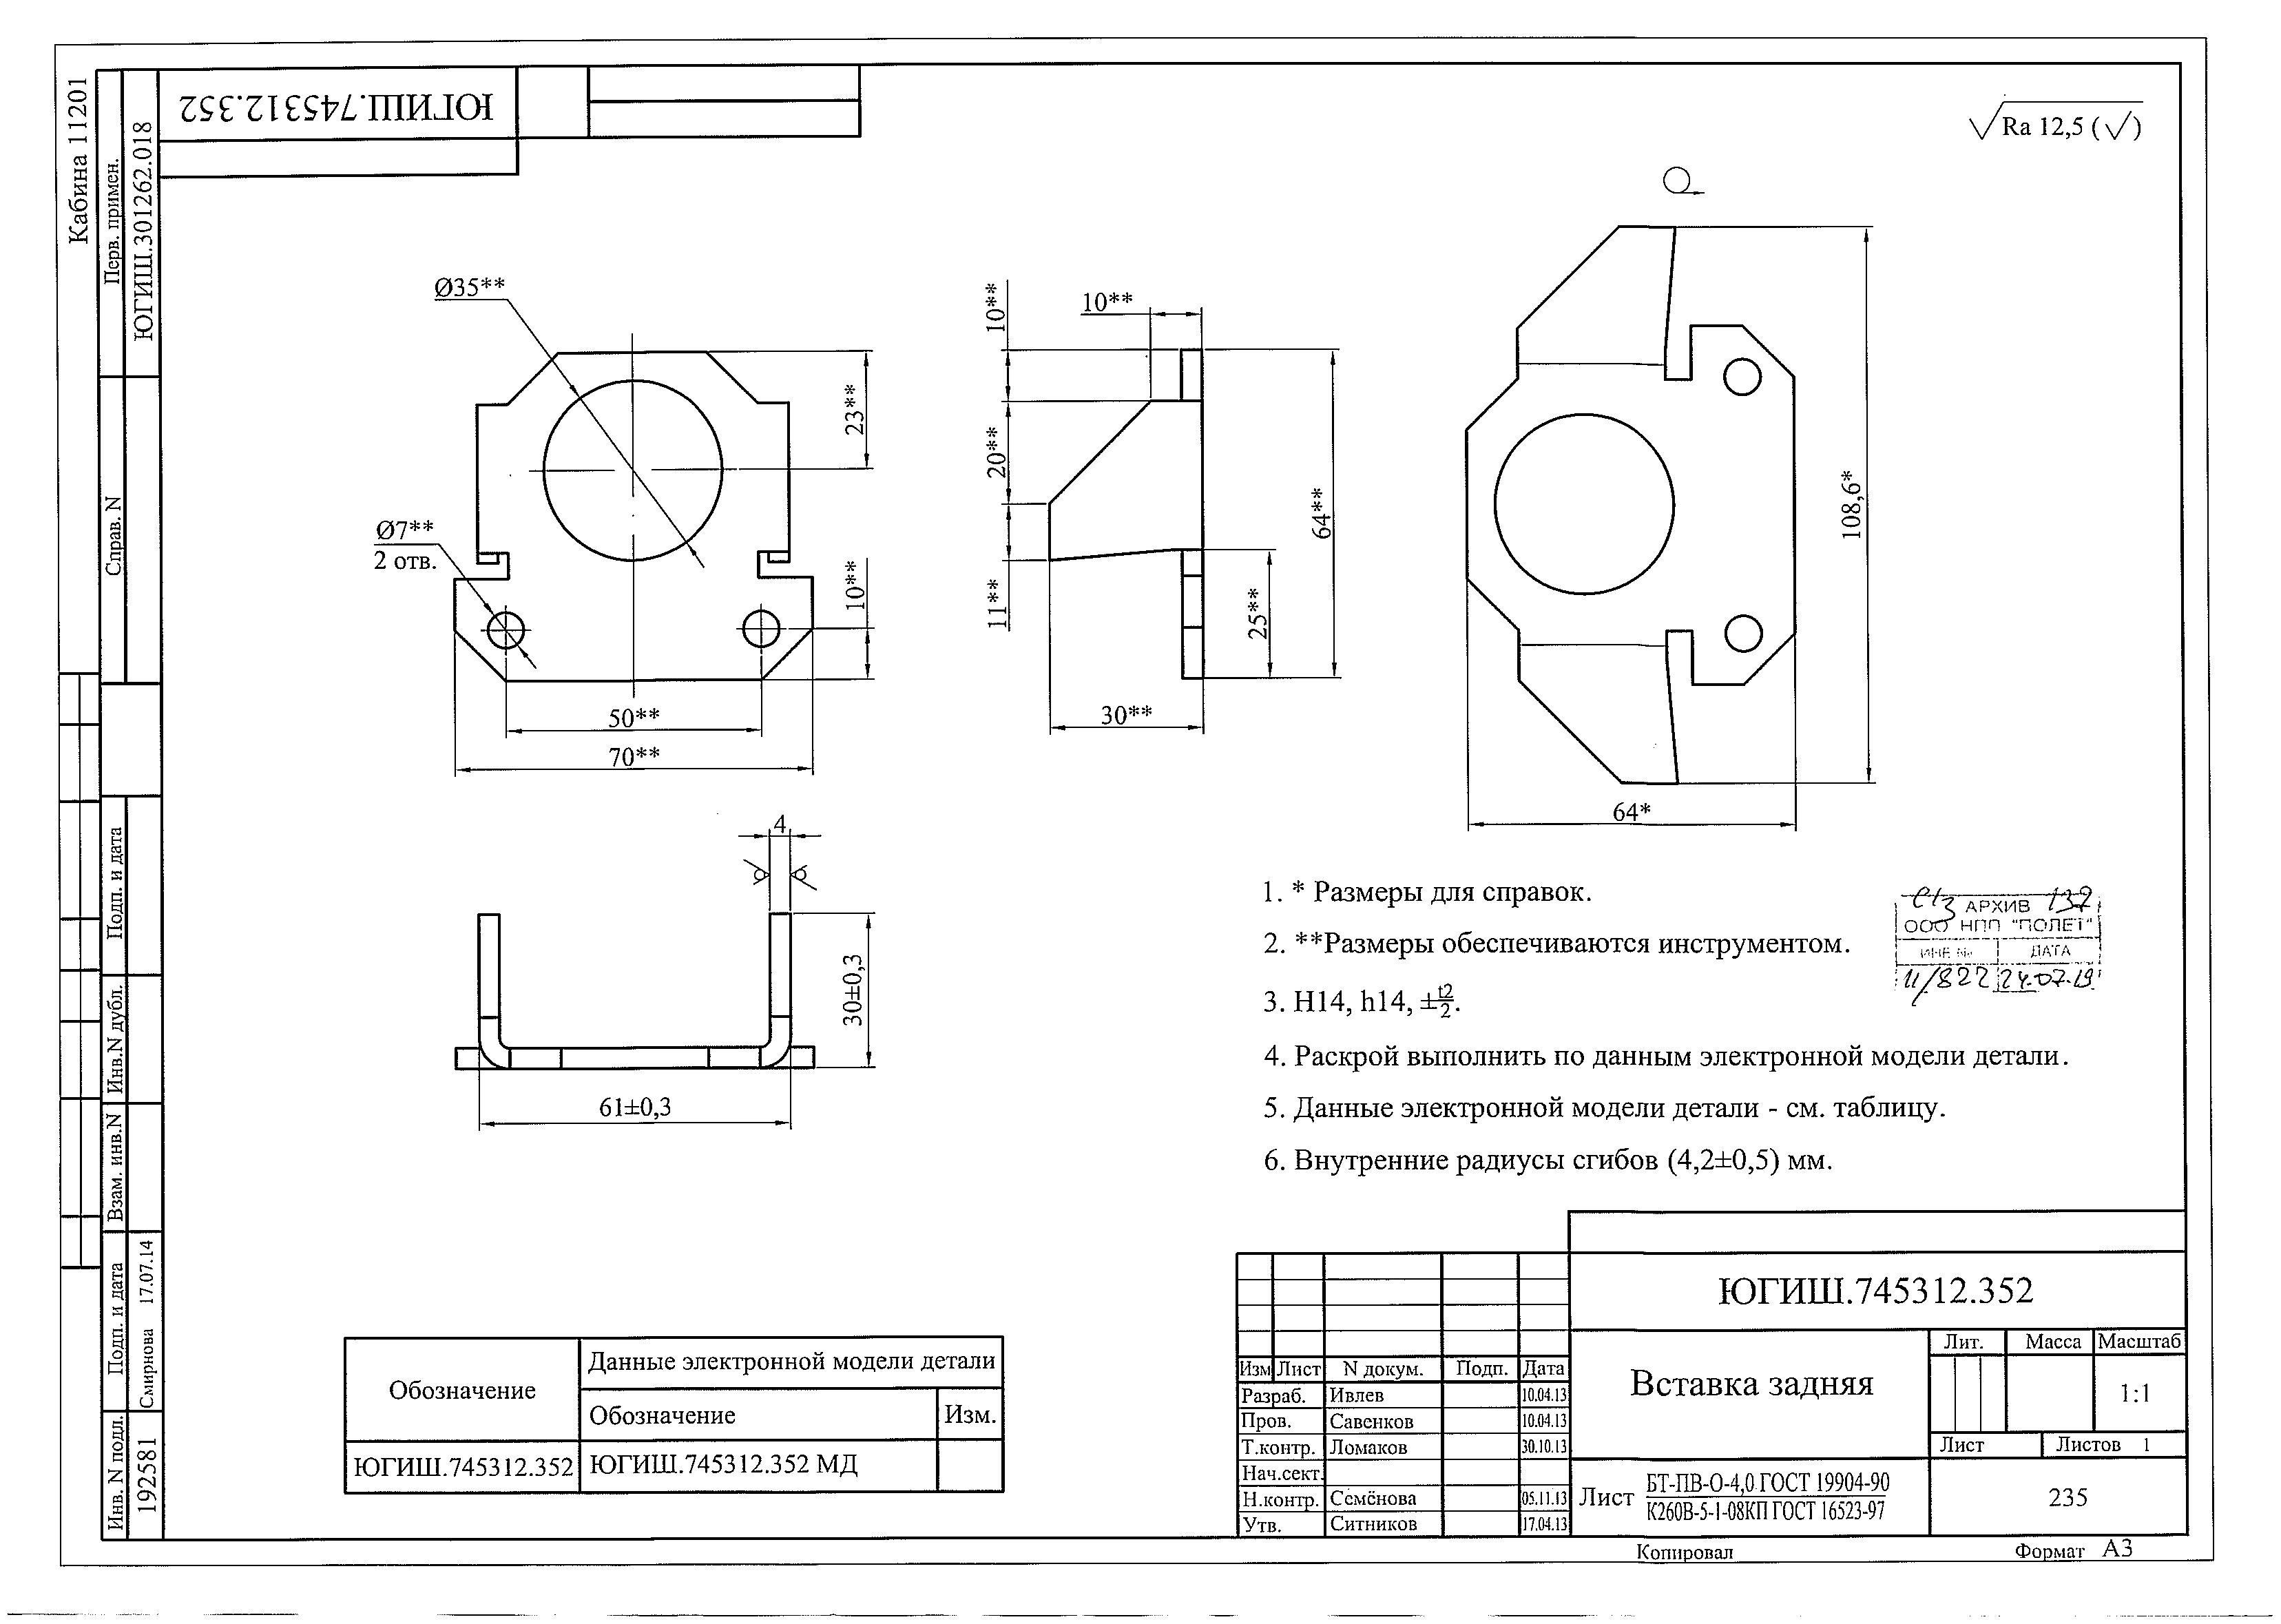 Кабина 11201
Перв. примен.
ЮГИШ.301262.018
Справ. N
Подп. и дата
Инв.N дубл.
Взам. инв.N
Подп. и дата
Смирнова 17.07.14
Инв. N подл.
192581
ЮГИШ.745312.352
Ra 12,5 (√)
Ø35**
23**
Ø7**
2 отв.
10**
50**
70**
10**
10**
20**
11**
64**
25**
30**
108,6*
64*
4
30±0,3
61±0,3
1. * Размеры для справок.
2. **Размеры обеспечиваются инструментом.
3. H14, h14, ±t2/2.
4. Раскрой выполнить по данным электронной модели детали.
5. Данные электронной модели детали - см. таблицу.
6. Внутренние радиусы сгибов (4,2±0,5) мм.
АРХИВ 132
ООО НПП "ПОЛЕТ"
ИНВ № ДАТА
11/822 24.07.19
Обозначение
Данные электронной модели детали
Обозначение Изм.
ЮГИШ.745312.352 ЮГИШ.745312.352 МД
ЮГИШ.745312.352
Изм Лист N докум. Подп. Дата
Разраб. Ивлев 10.04.13
Пров. Савенков 10.04.13
Т.контр. Ломаков 30.10.13
Нач.сект.
Н.контр. Семёнова 05.11.13
Утв. Ситников 17.04.13
Вставка задняя
Лит. Масса Масштаб
1:1
Лист Листов 1
Лист БТ-ПВ-О-4,0 ГОСТ 19904-90
К260В-5-1-08КП ГОСТ 16523-97
235
Копировал Формат А3